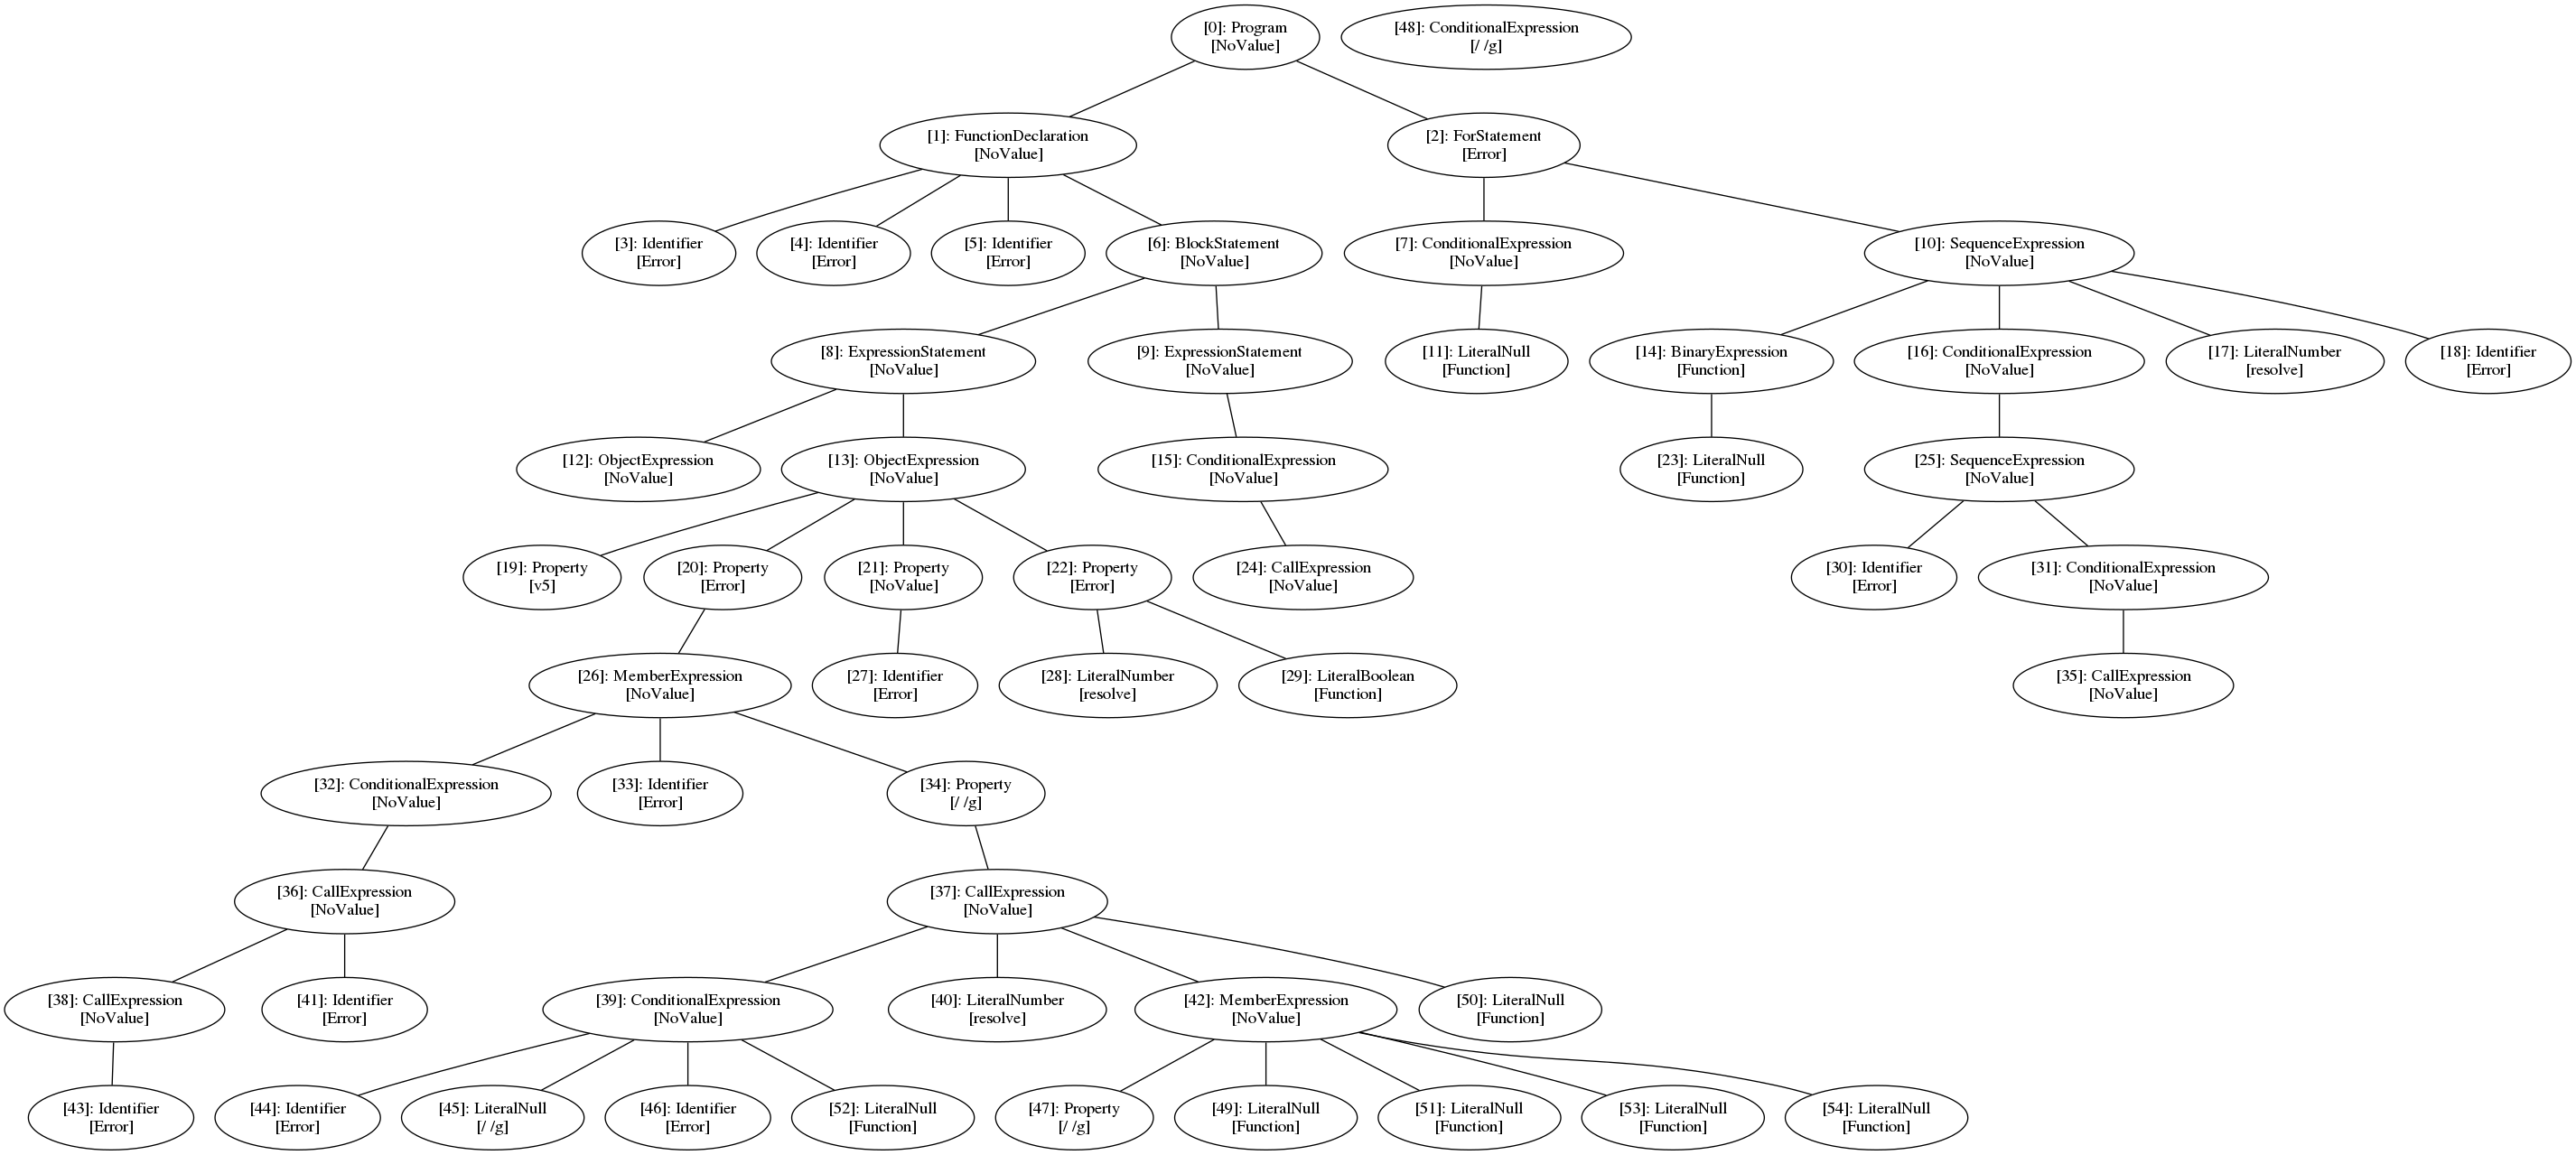 [0]: Program
[NoValue]
[48]: ConditionalExpression
[/ /g]
[1]: FunctionDeclaration
[NoValue]
[2]: ForStatement
[Error]
[3]: Identifier
[Error]
[4]: Identifier
[Error]
[5]: Identifier
[Error]
[6]: BlockStatement
[NoValue]
[7]: ConditionalExpression
[NoValue]
[10]: SequenceExpression
[NoValue]
[8]: ExpressionStatement
[NoValue]
[9]: ExpressionStatement
[NoValue]
[11]: LiteralNull
[Function]
[14]: BinaryExpression
[Function]
[16]: ConditionalExpression
[NoValue]
[17]: LiteralNumber
[resolve]
[18]: Identifier
[Error]
[12]: ObjectExpression
[NoValue]
[13]: ObjectExpression
[NoValue]
[15]: ConditionalExpression
[NoValue]
[23]: LiteralNull
[Function]
[25]: SequenceExpression
[NoValue]
[19]: Property
[v5]
[20]: Property
[Error]
[21]: Property
[NoValue]
[22]: Property
[Error]
[24]: CallExpression
[NoValue]
[30]: Identifier
[Error]
[31]: ConditionalExpression
[NoValue]
[26]: MemberExpression
[NoValue]
[27]: Identifier
[Error]
[28]: LiteralNumber
[resolve]
[29]: LiteralBoolean
[Function]
[35]: CallExpression
[NoValue]
[32]: ConditionalExpression
[NoValue]
[33]: Identifier
[Error]
[34]: Property
[/ /g]
[36]: CallExpression
[NoValue]
[37]: CallExpression
[NoValue]
[38]: CallExpression
[NoValue]
[41]: Identifier
[Error]
[39]: ConditionalExpression
[NoValue]
[40]: LiteralNumber
[resolve]
[42]: MemberExpression
[NoValue]
[50]: LiteralNull
[Function]
[43]: Identifier
[Error]
[44]: Identifier
[Error]
[45]: LiteralNull
[/ /g]
[46]: Identifier
[Error]
[52]: LiteralNull
[Function]
[47]: Property
[/ /g]
[49]: LiteralNull
[Function]
[51]: LiteralNull
[Function]
[53]: LiteralNull
[Function]
[54]: LiteralNull
[Function]